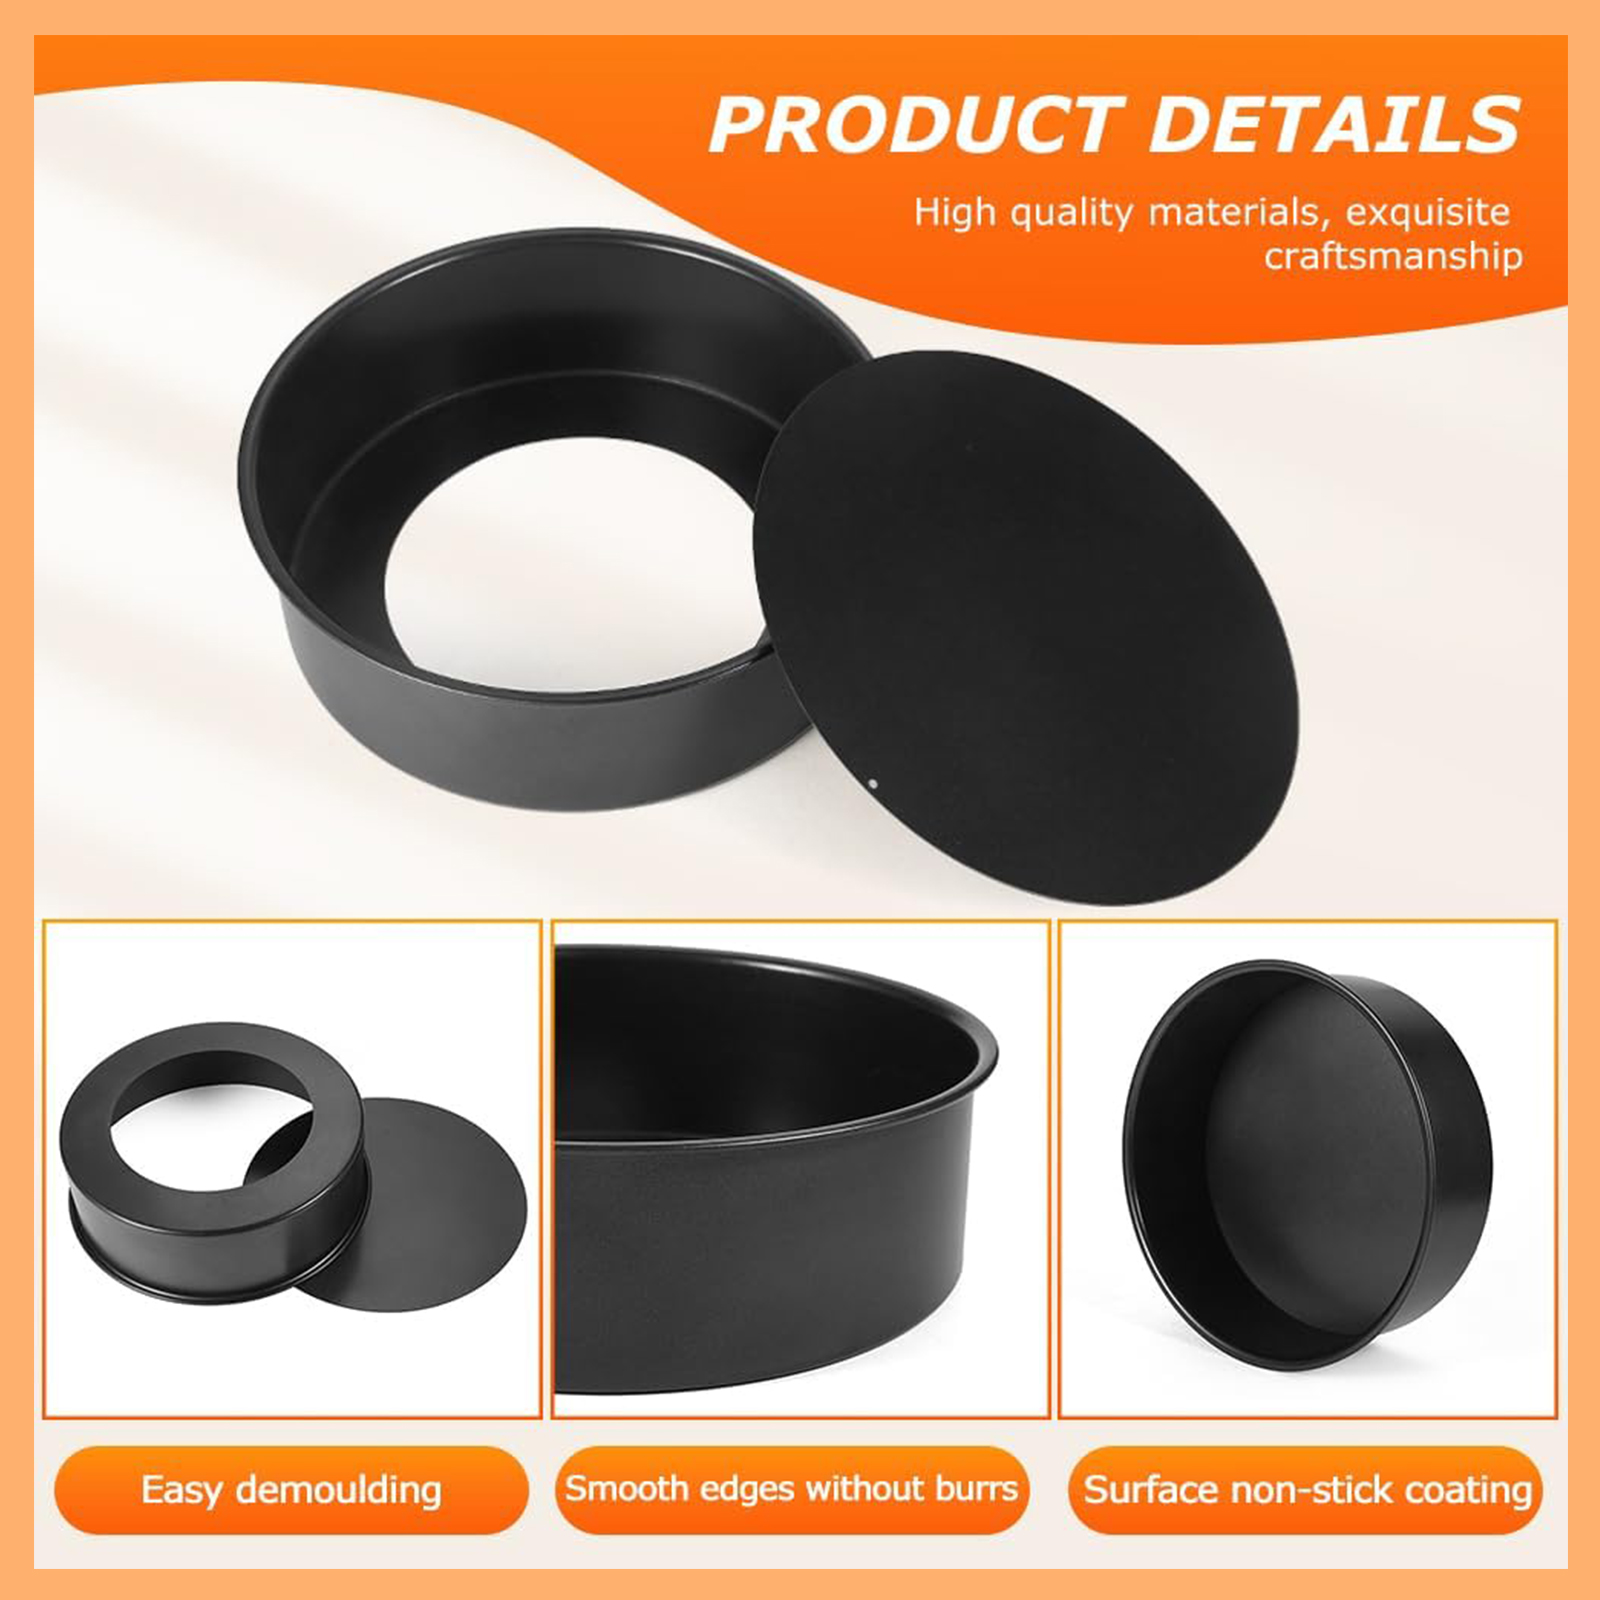 PRODUCT DETAILS
High quality materials, exquisite
craftsmanship
Easy demoulding
Smooth edges without burrs
Surface non-stick coating